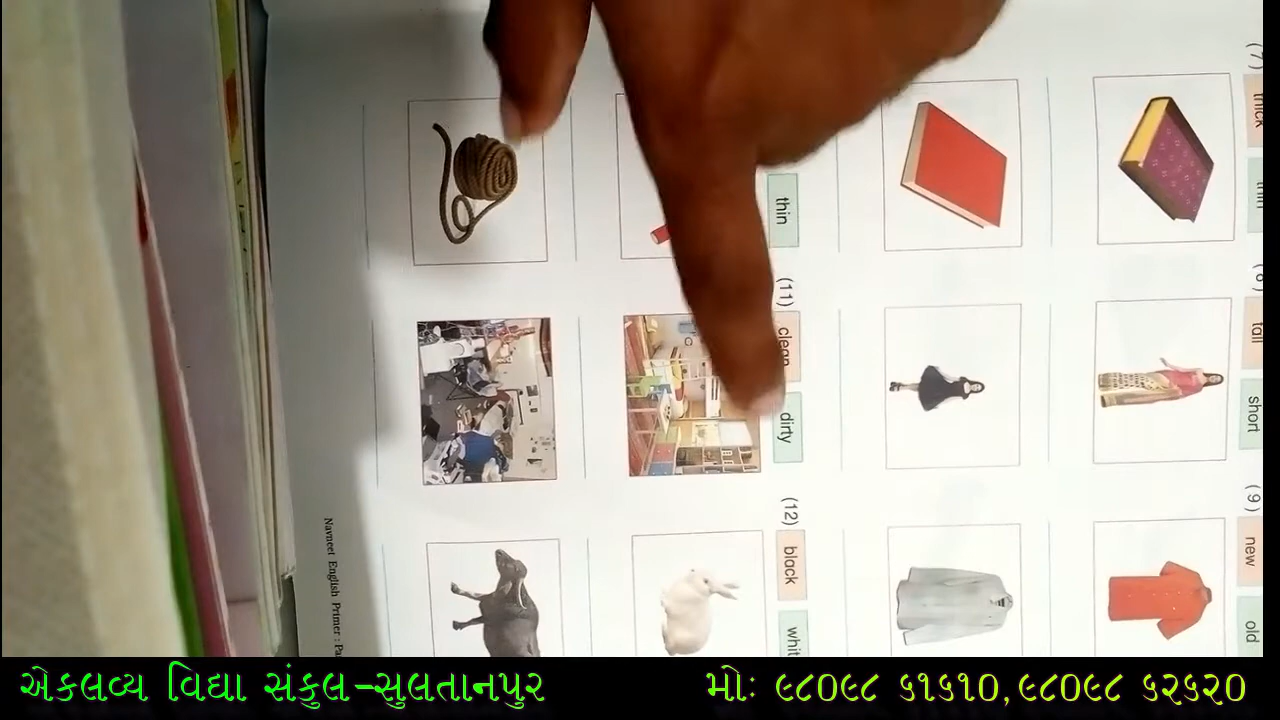 (7)
thick
thin
(8)
tall
short
(9)
new
old
thin
(11)
clean
dirty
(12)
black
Navneet English Primer :
એકલવ્ય વિદ્યા સંકુલ-સુલતાનપુર
મોઃ ૯૮૦૯૮ ૬૧૬૧૦,૯૮૦૯૮ ૬૨૬૨૦